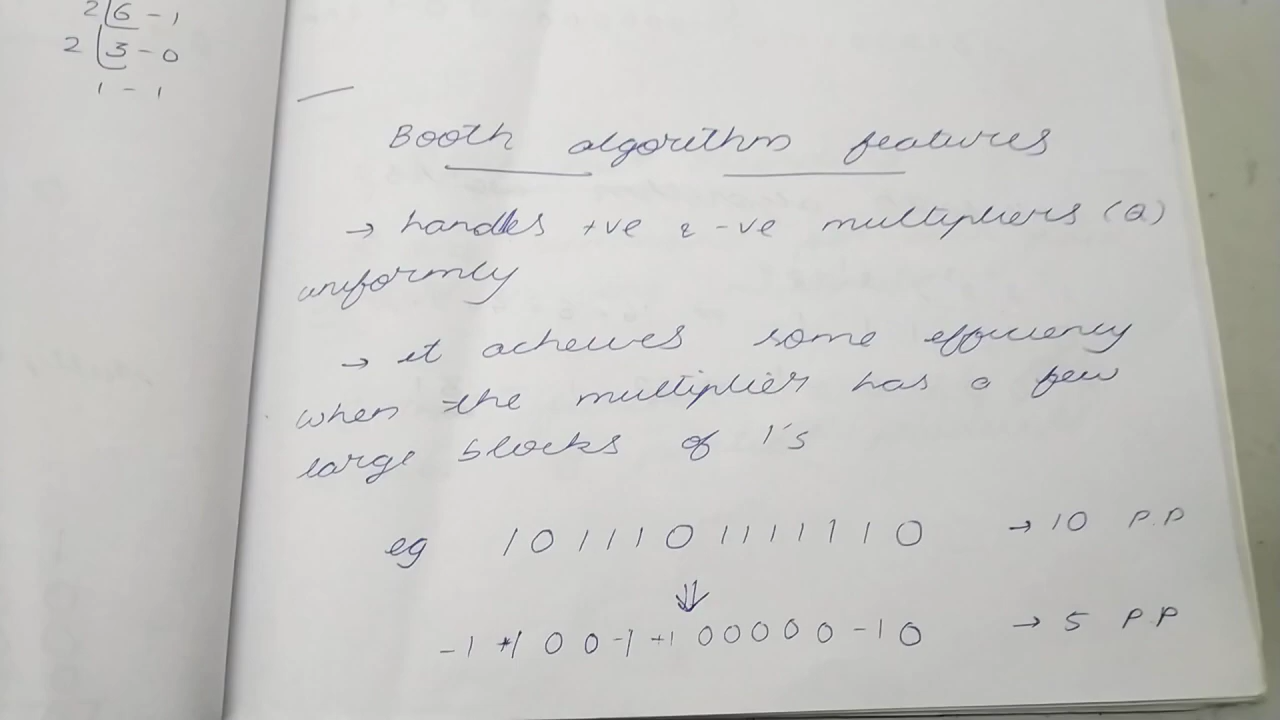 2 6 - 1
2 3 - 0
1 - 1
Booth algorithm features
→ handles +ve & -ve multipliers (Q)
uniformly
→ it acheives some efficiency
when the multiplier has a few
large blocks of 1's
eg 1 0 1 1 1 0 1 1 1 1 1 1 0 → 10 P.P
⇓
-1 +1 0 0 -1 +1 0 0 0 0 0 -1 0 → 5 P.P